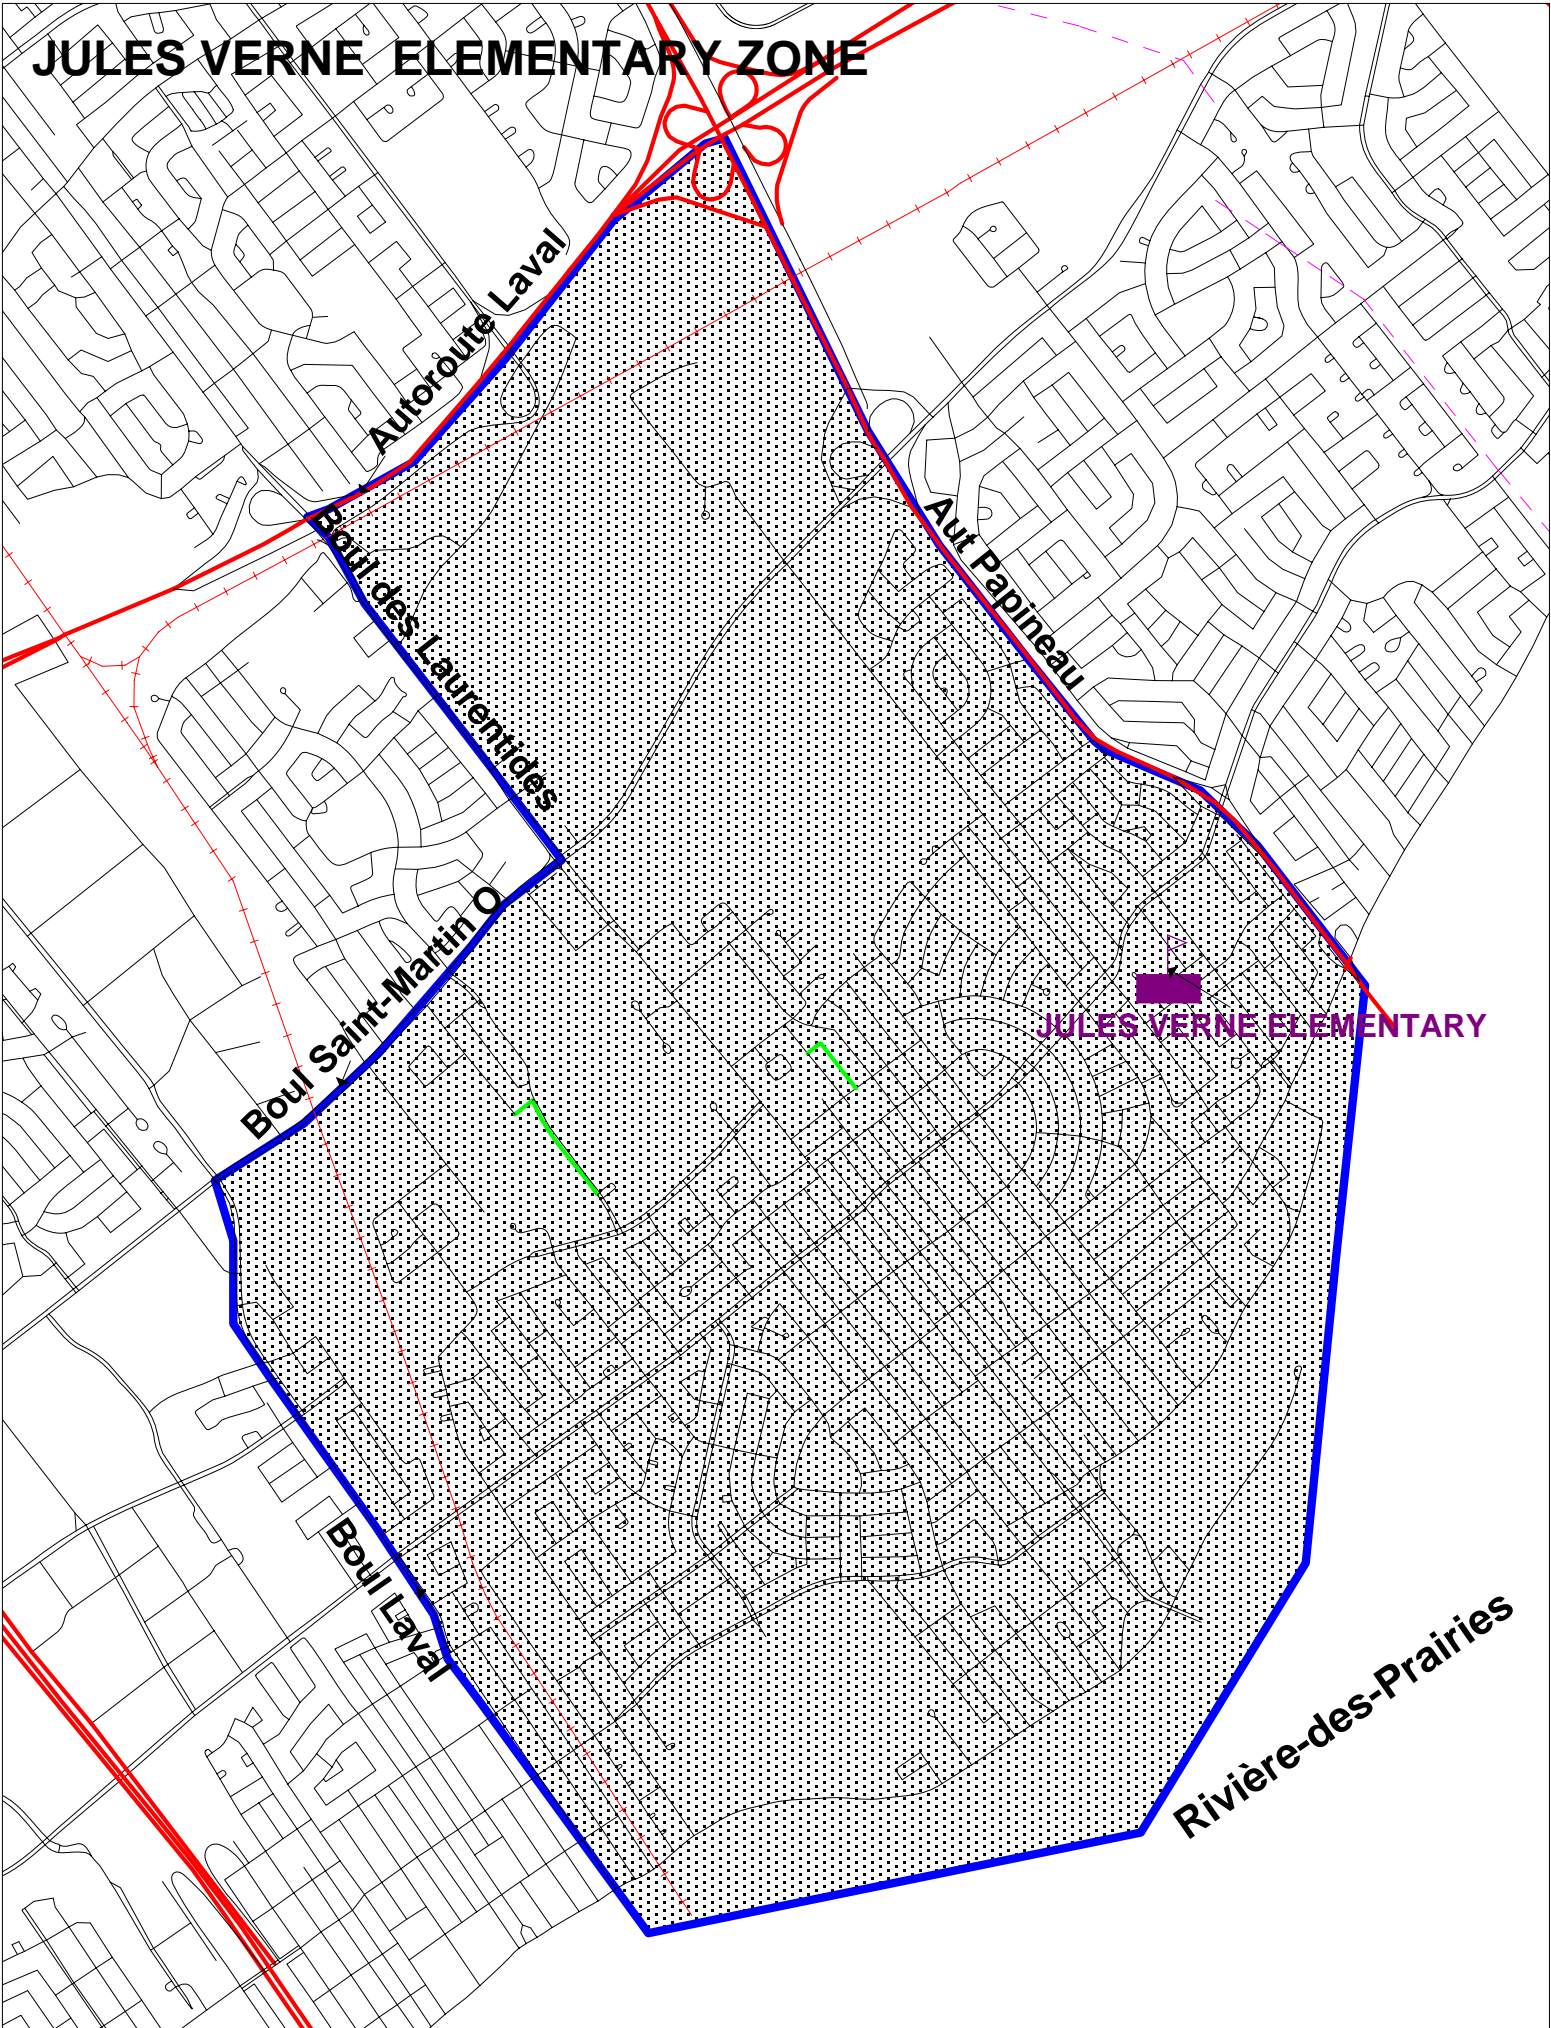 JULES VERNE ELEMENTARY ZONE
Autoroute Laval
Boul des Laurentides
Aut Papineau
Boul Saint-Martin O
JULES VERNE ELEMENTARY
Boul Laval
Rivière-des-Prairies